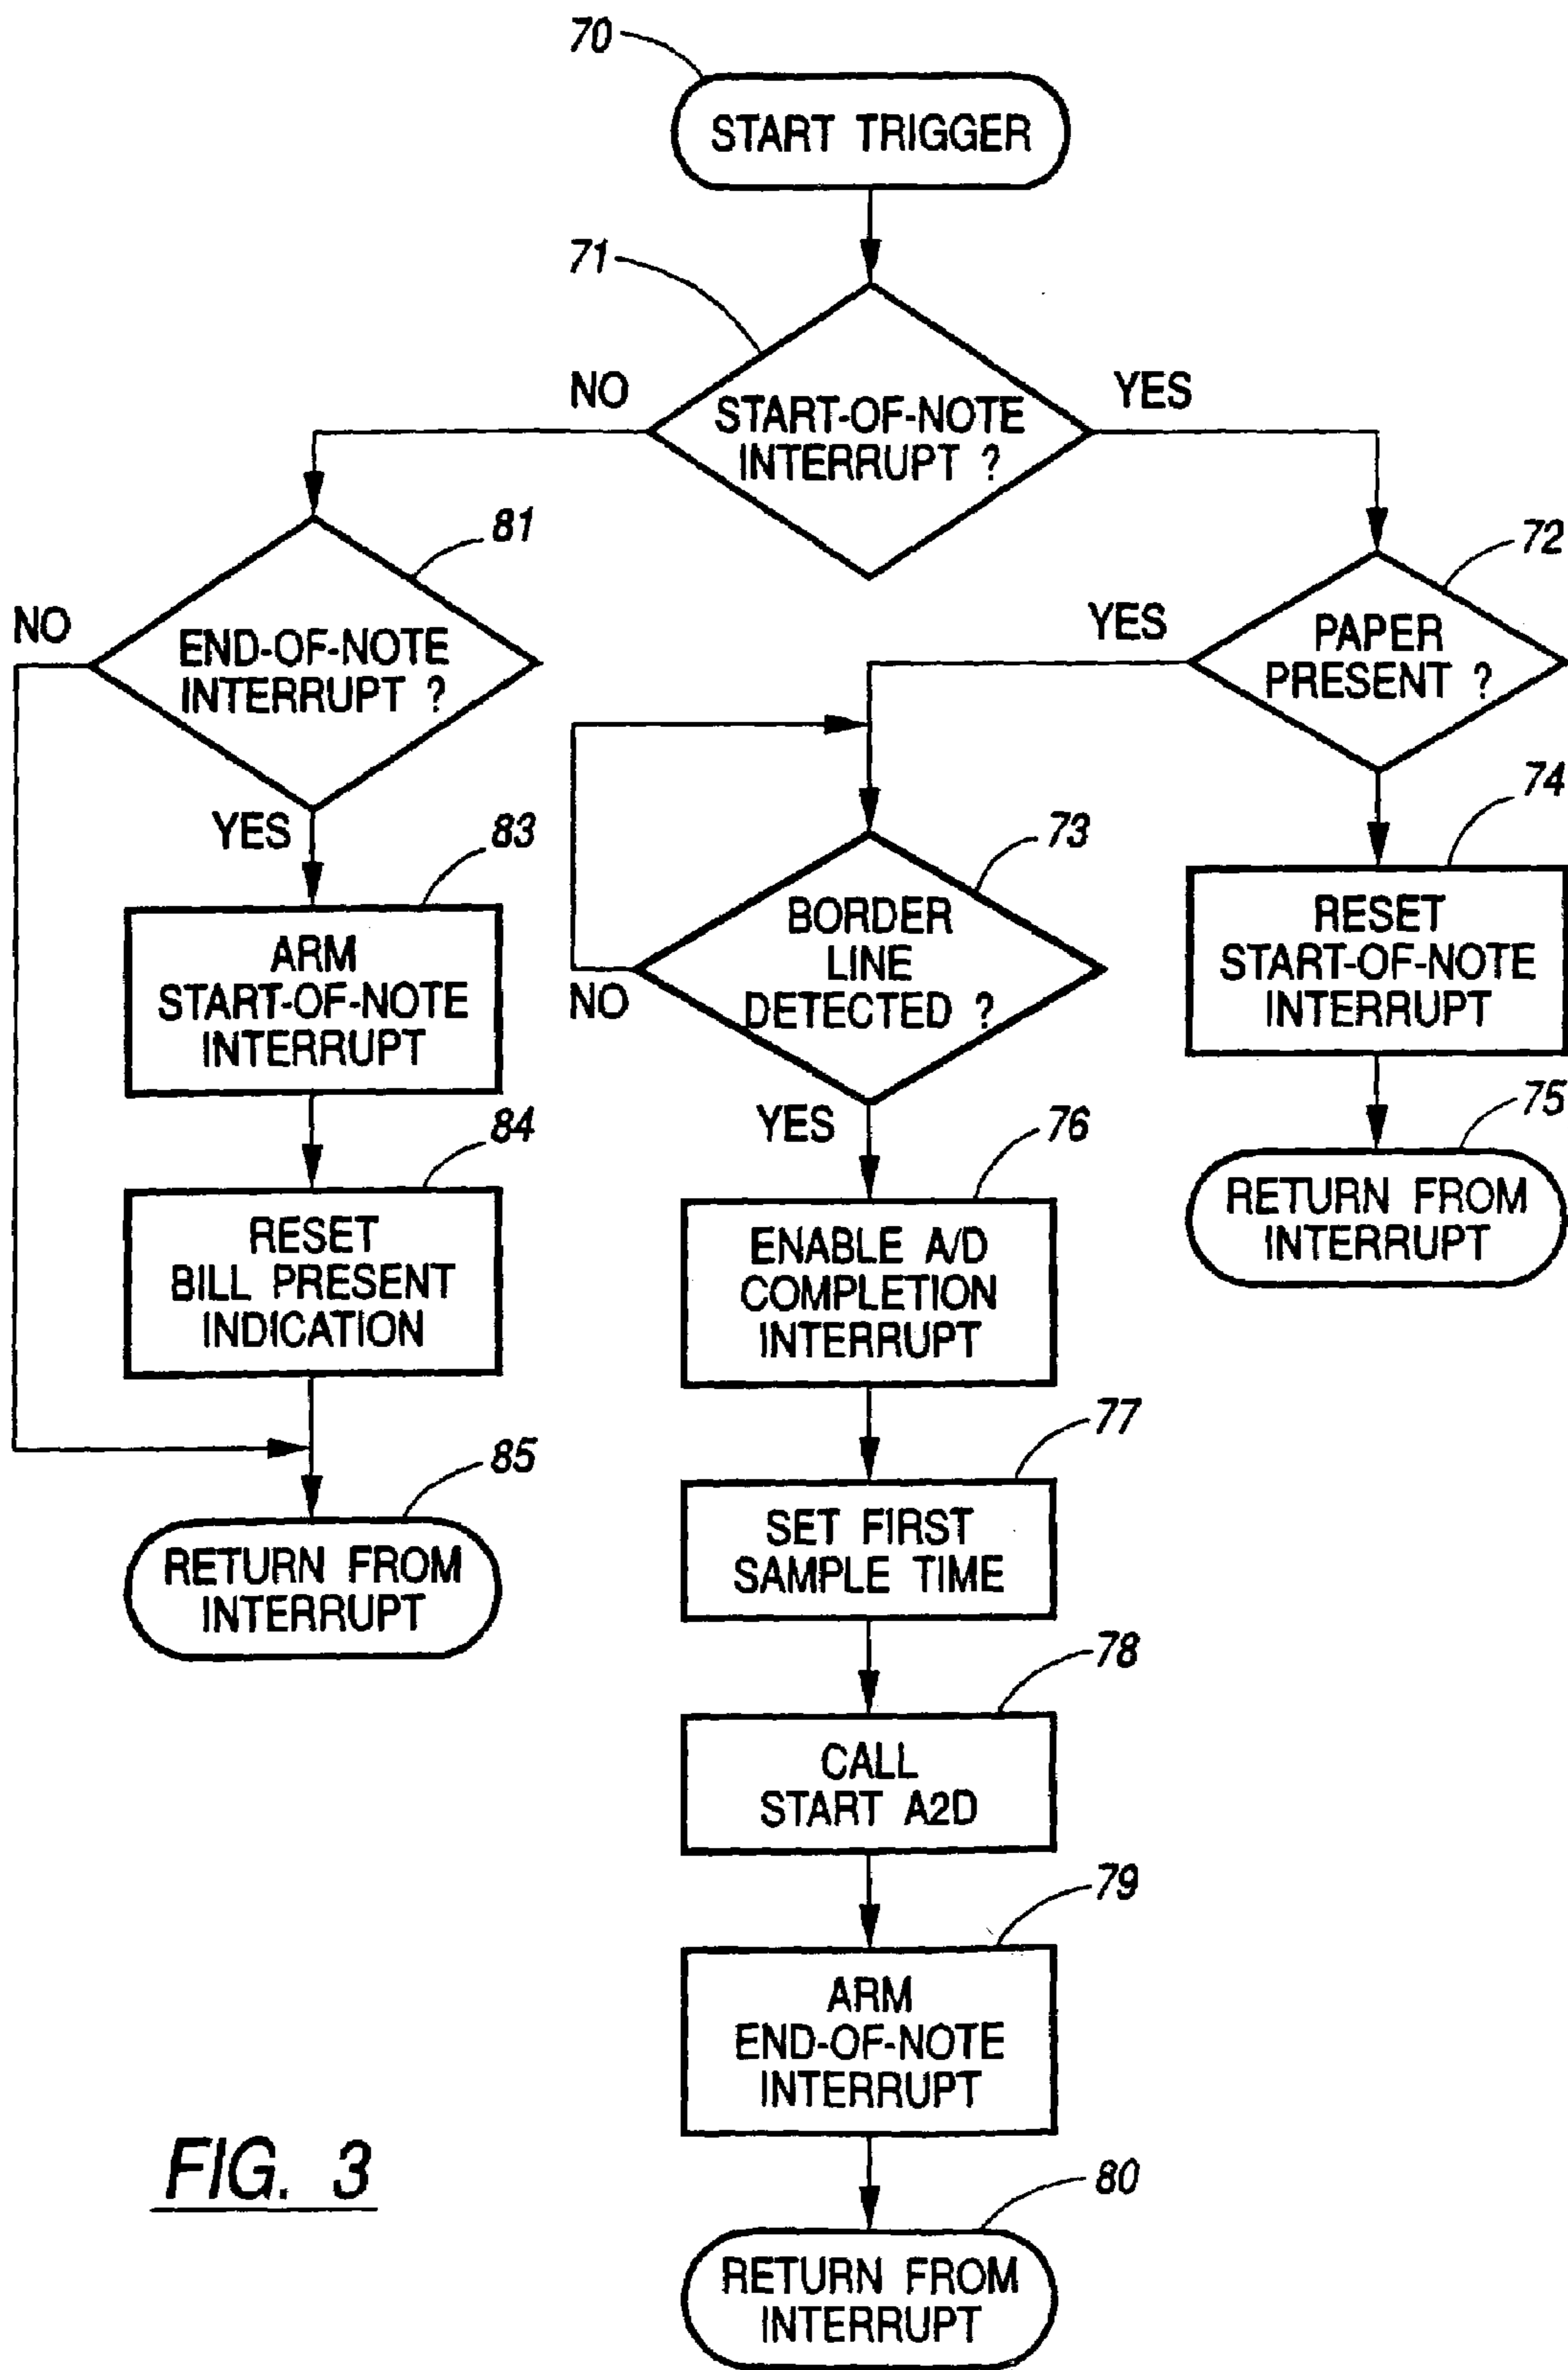 70
START TRIGGER
71
NO
YES
START-OF-NOTE
INTERRUPT ?
81
72
NO
YES
END-OF-NOTE
INTERRUPT ?
PAPER
PRESENT ?
YES
83
73
74
ARM
START-OF-NOTE
INTERRUPT
BORDER
LINE
DETECTED ?
NO
RESET
START-OF-NOTE
INTERRUPT
84
YES
76
75
RESET
BILL PRESENT
INDICATION
ENABLE A/D
COMPLETION
INTERRUPT
RETURN FROM
INTERRUPT
85
77
RETURN FROM
INTERRUPT
SET FIRST
SAMPLE TIME
78
CALL
START A2D
79
ARM
END-OF-NOTE
INTERRUPT
FIG. 3
80
RETURN FROM
INTERRUPT